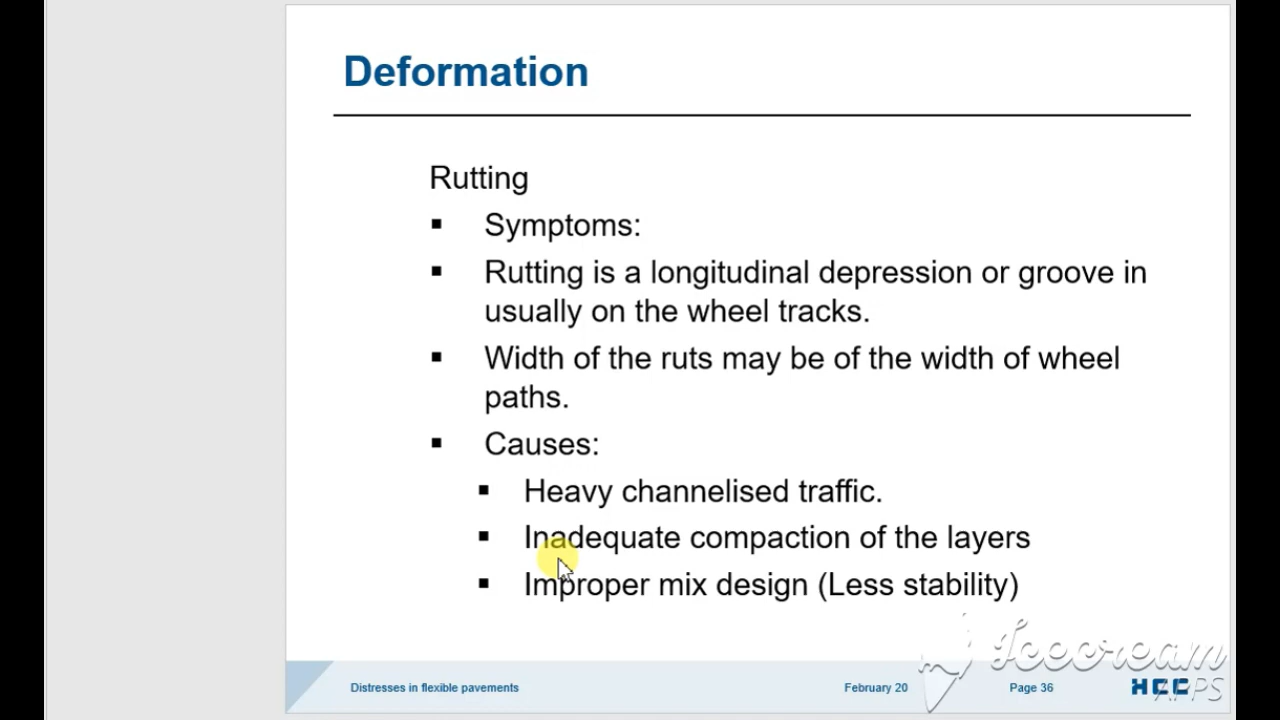 Deformation
Rutting
Symptoms:
Rutting is a longitudinal depression or groove in
usually on the wheel tracks.
Width of the ruts may be of the width of wheel
paths.
Causes:
Heavy channelised traffic.
Inadequate compaction of the layers
Improper mix design (Less stability)
Icecream
APPS
Distresses in flexible pavements
February 20
Page 36
HCC